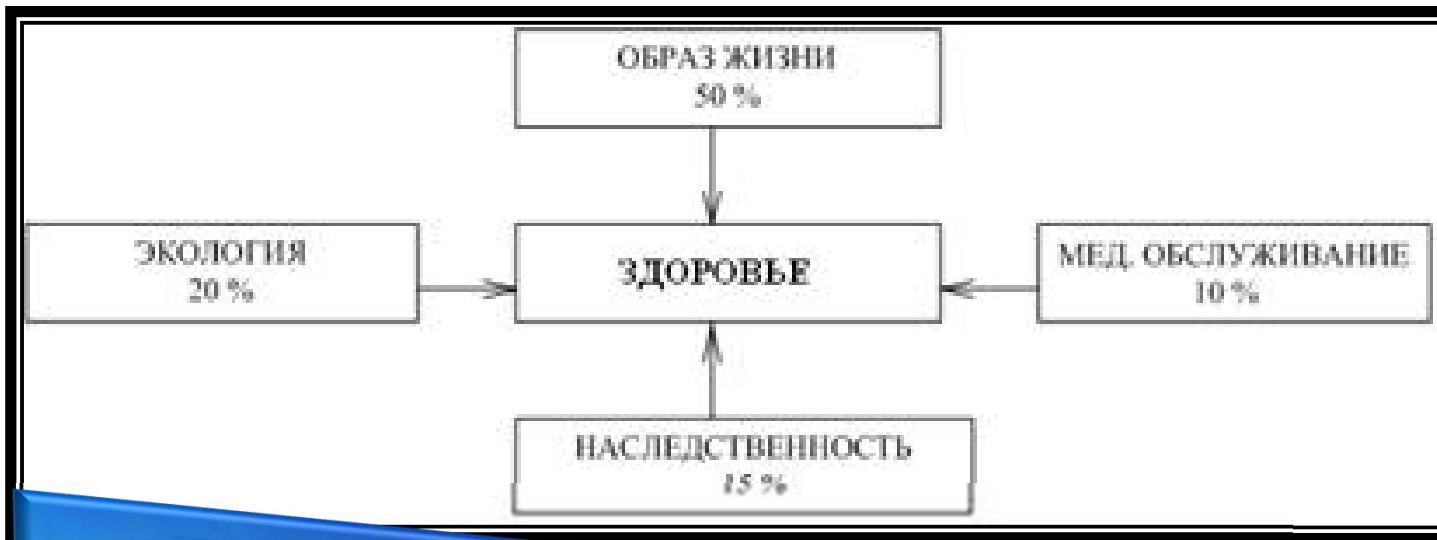 ОБРАЗ ЖИЗНИ
50 %
ЭКОЛОГИЯ
20 %
ЗДОРОВЬЕ
МЕД. ОБСЛУЖИВАНИЕ
10 %
НАСЛЕДСТВЕННОСТЬ
15 %